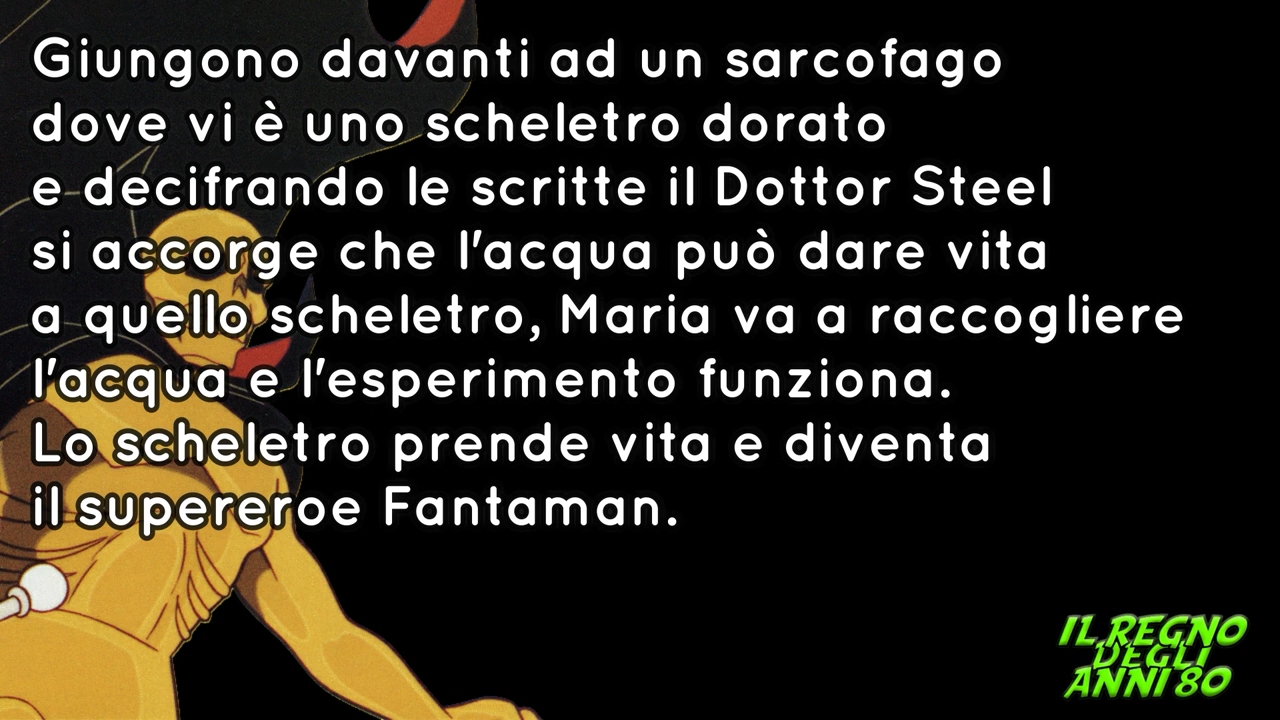 Giungono davanti ad un sarcofago
dove vi è uno scheletro dorato
e decifrando le scritte il Dottor Steel
si accorge che l'acqua può dare vita
a quello scheletro, Maria va a raccogliere
l'acqua e l'esperimento funziona.
Lo scheletro prende vita e diventa
il supereroe Fantaman.
IL REGNO
DEGLI
ANNI 80